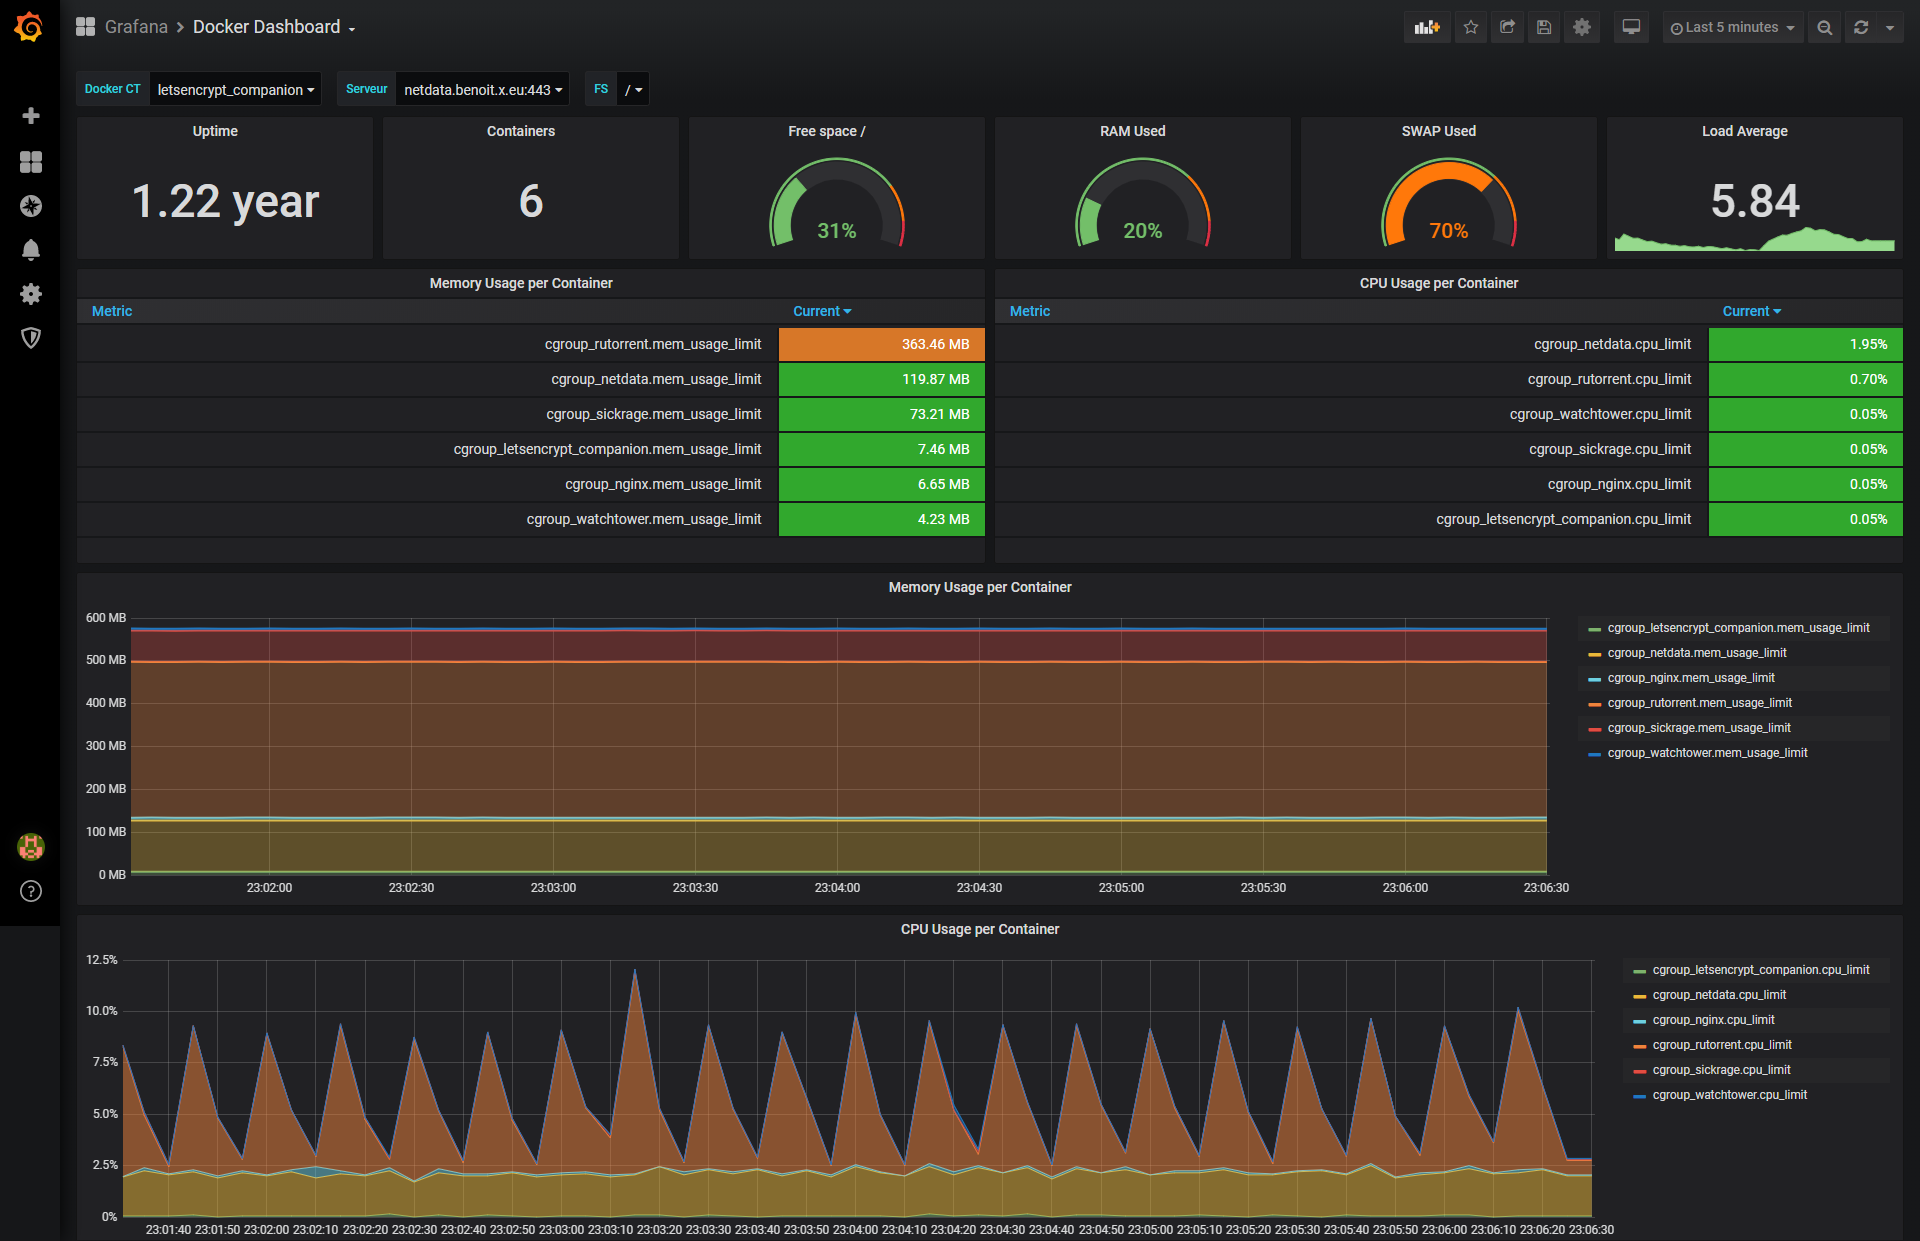 Grafana > Docker Dashboard
Last 5 minutes
Docker CT letsencrypt_companion Serveur netdata.benoit.x.eu:443 FS /
Uptime
1.22 year
Containers
6
Free space /
31%
RAM Used
20%
SWAP Used
70%
Load Average
5.84
Memory Usage per Container
Metric Current
cgroup_rutorrent.mem_usage_limit 363.46 MB
cgroup_netdata.mem_usage_limit 119.87 MB
cgroup_sickrage.mem_usage_limit 73.21 MB
cgroup_letsencrypt_companion.mem_usage_limit 7.46 MB
cgroup_nginx.mem_usage_limit 6.65 MB
cgroup_watchtower.mem_usage_limit 4.23 MB
CPU Usage per Container
Metric Current
cgroup_netdata.cpu_limit 1.95%
cgroup_rutorrent.cpu_limit 0.70%
cgroup_watchtower.cpu_limit 0.05%
cgroup_sickrage.cpu_limit 0.05%
cgroup_nginx.cpu_limit 0.05%
cgroup_letsencrypt_companion.cpu_limit 0.05%
Memory Usage per Container
600 MB
500 MB
400 MB
300 MB
200 MB
100 MB
0 MB
23:02:00 23:02:30 23:03:00 23:03:30 23:04:00 23:04:30 23:05:00 23:05:30 23:06:00 23:06:30
cgroup_letsencrypt_companion.mem_usage_limit
cgroup_netdata.mem_usage_limit
cgroup_nginx.mem_usage_limit
cgroup_rutorrent.mem_usage_limit
cgroup_sickrage.mem_usage_limit
cgroup_watchtower.mem_usage_limit
CPU Usage per Container
12.5%
10.0%
7.5%
5.0%
2.5%
0%
23:01:40 23:01:50 23:02:00 23:02:10 23:02:20 23:02:30 23:02:40 23:02:50 23:03:00 23:03:10 23:03:20 23:03:30 23:03:40 23:03:50 23:04:00 23:04:10 23:04:20 23:04:30 23:04:40 23:04:50 23:05:00 23:05:10 23:05:20 23:05:30 23:05:40 23:05:50 23:06:00 23:06:10 23:06:20 23:06:30
cgroup_letsencrypt_companion.cpu_limit
cgroup_netdata.cpu_limit
cgroup_nginx.cpu_limit
cgroup_rutorrent.cpu_limit
cgroup_sickrage.cpu_limit
cgroup_watchtower.cpu_limit